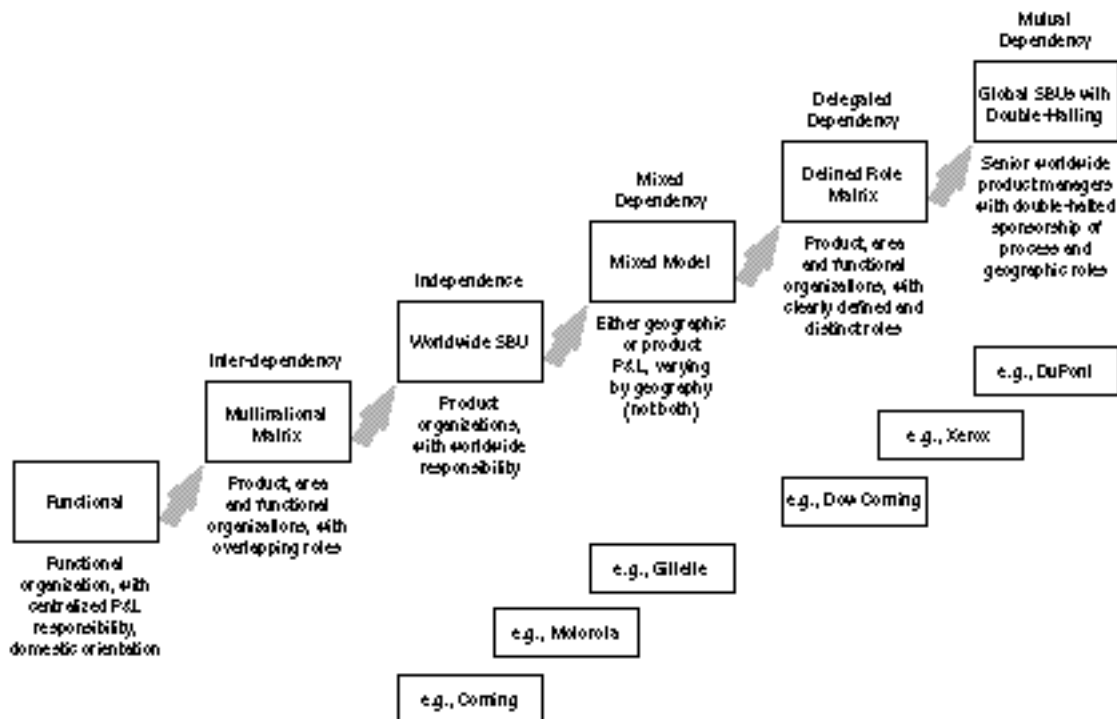 Mutual
Dependency
Global SBUs with
Double-Hatting
Senior worldwide
product managers
with double-hatted
sponsorship of
process and
geographic roles
Delegated
Dependency
Defined Role
Matrix
Product, area
and functional
organizations, with
clearly defined and
distinct roles
Mixed
Dependency
Mixed Model
Either geographic
or product
P&L, varying
by geography
(not both)
Independence
Worldwide SBU
Product
organizations,
with worldwide
responsibility
Inter-dependency
Multinational
Matrix
Product, area
and functional
organizations, with
overlapping roles
Functional
Functional
organization, with
centralized P&L
responsibility,
domestic orientation
e.g., DuPont
e.g., Xerox
e.g., Dow Corning
e.g., Gillette
e.g., Motorola
e.g., Corning